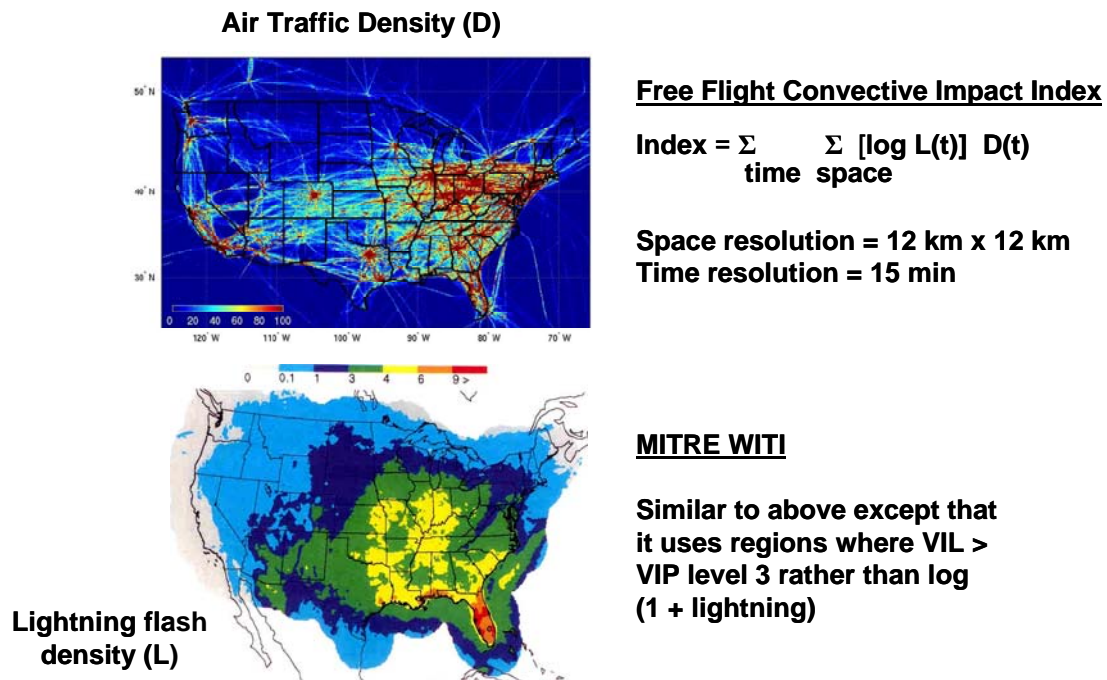 Air Traffic Density (D)
50° N
40° N
30° N
0 20 40 60 80 100
120° W 110° W 100° W 90° W 80° W 70° W
Free Flight Convective Impact Index
Index = Σ Σ [log L(t)] D(t)
time space
Space resolution = 12 km x 12 km
Time resolution = 15 min
0 0.1 1 3 4 6 9 >
Lightning flash
density (L)
MITRE WITI
Similar to above except that
it uses regions where VIL >
VIP level 3 rather than log
(1 + lightning)